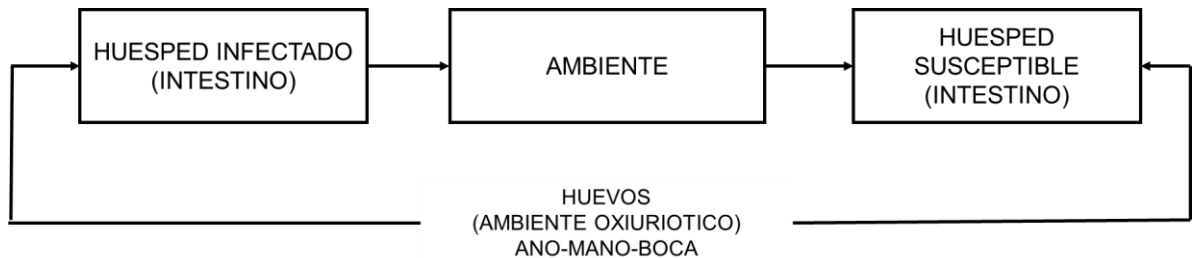 HUESPED INFECTADO
(INTESTINO)
AMBIENTE
HUESPED
SUSCEPTIBLE
(INTESTINO)
HUEVOS
(AMBIENTE OXIURIOTICO)
ANO-MANO-BOCA